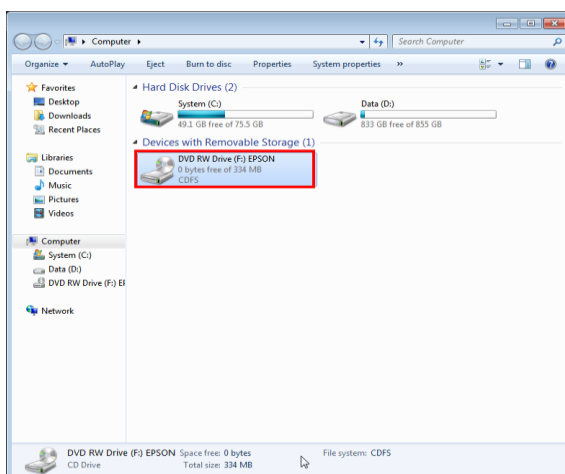 Computer
Search Computer
Organize AutoPlay Eject Burn to disc Properties System properties »
Favorites
Desktop
Downloads
Recent Places
Libraries
Documents
Music
Pictures
Videos
Computer
System (C:)
Data (D:)
DVD RW Drive (F:) EI
Network
Hard Disk Drives (2)
System (C:)
49.1 GB free of 75.5 GB
Data (D:)
833 GB free of 855 GB
Devices with Removable Storage (1)
DVD RW Drive (F:) EPSON
0 bytes free of 334 MB
CDFS
DVD RW Drive (F:) EPSON Space free: 0 bytes File system: CDFS
CD Drive Total size: 334 MB